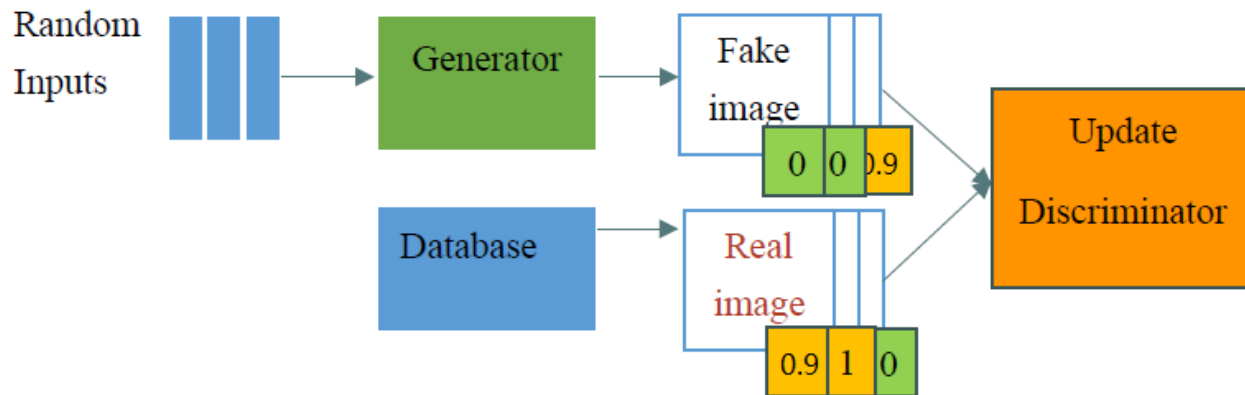 Random
Inputs
Generator
Fake
image
0 0 0.9
Update
Discriminator
Database
Real
image
0.9 1 0